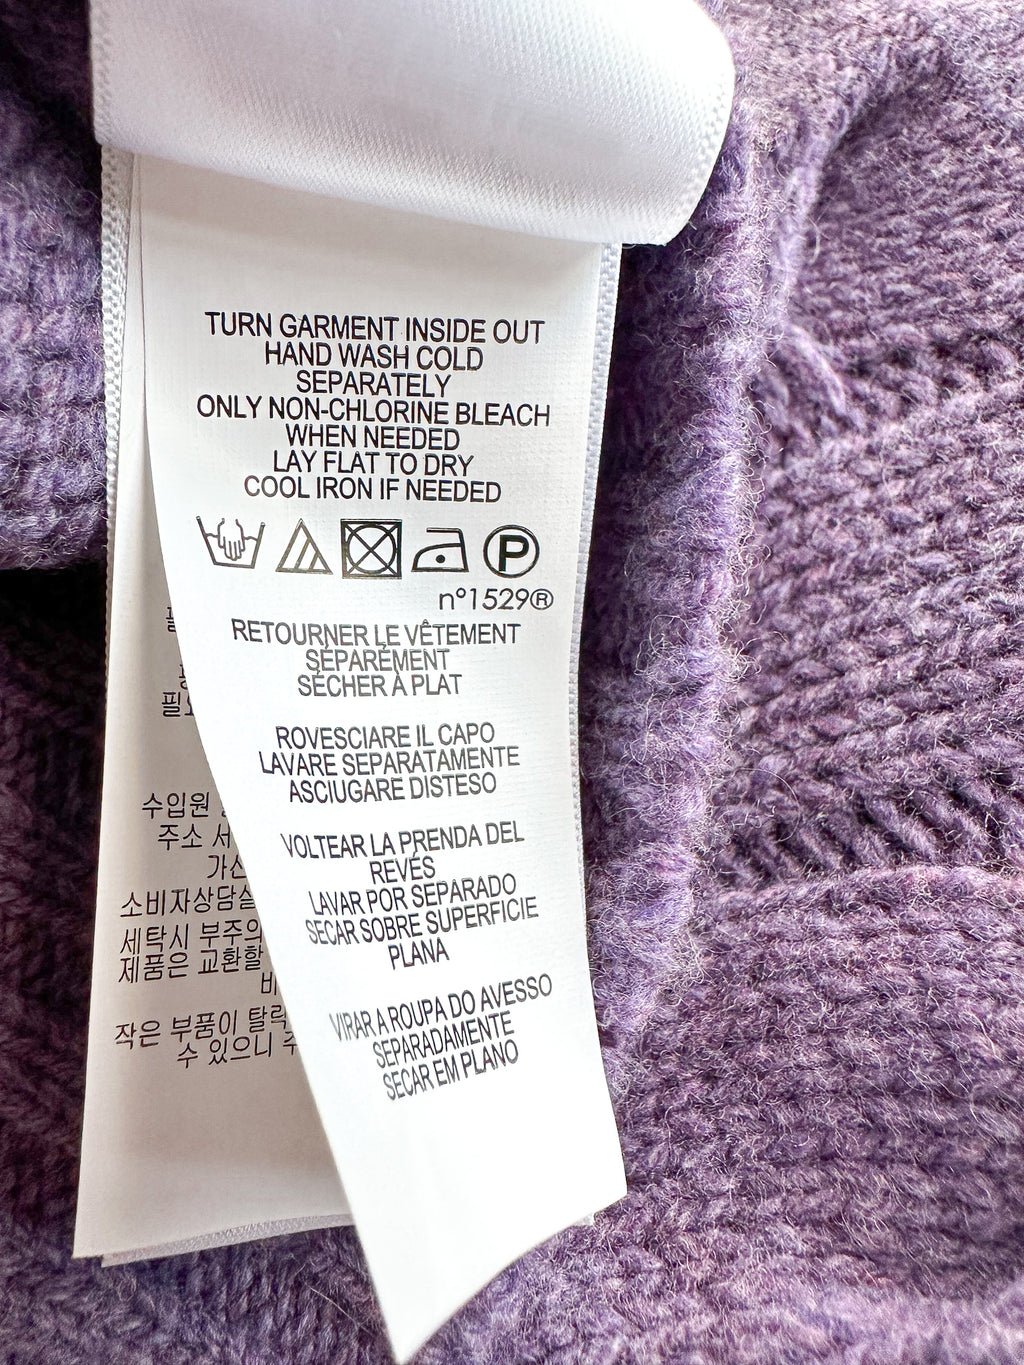 TURN GARMENT INSIDE OUT
HAND WASH COLD
SEPARATELY
ONLY NON-CHLORINE BLEACH
WHEN NEEDED
LAY FLAT TO DRY
COOL IRON IF NEEDED
P
n°1529®
RETOURNER LE VÊTEMENT
SÉPARÉMENT
SÉCHER À PLAT
ROVESCIARE IL CAPO
LAVARE SEPARATAMENTE
ASCIUGARE DISTESO
VOLTEAR LA PRENDA DEL
REVÉS
LAVAR POR SEPARADO
SECAR SOBRE SUPERFICIE
PLANA
VIRAR A ROUPA DO AVESSO
SEPARADAMENTE
SECAR EM PLANO
수입원
주소
소비자상담실
세탁시 부주의
제품은 교환할
작은 부품이 탈락
수 있으니